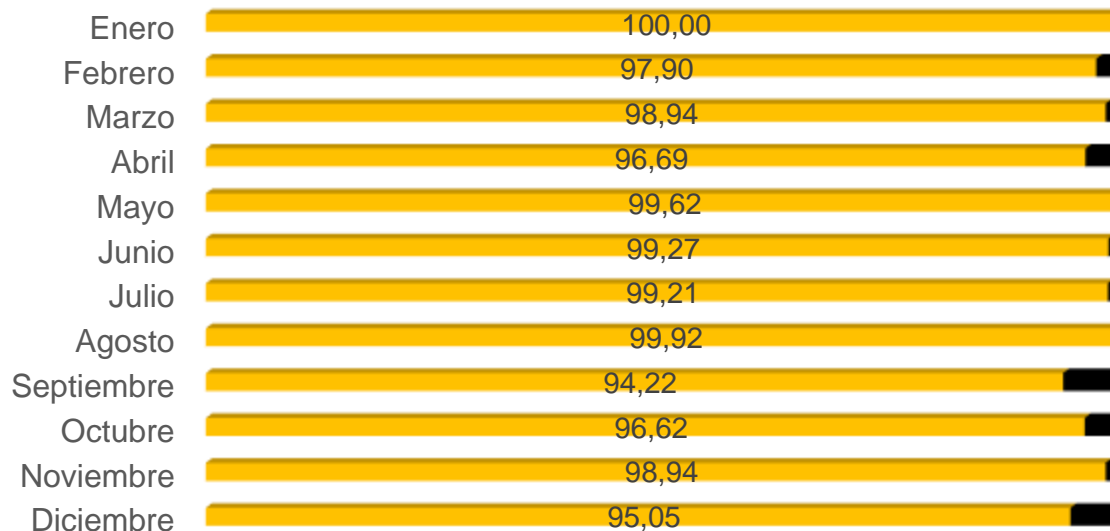 Enero 100,00
Febrero 97,90
Marzo 98,94
Abril 96,69
Mayo 99,62
Junio 99,27
Julio 99,21
Agosto 99,92
Septiembre 94,22
Octubre 96,62
Noviembre 98,94
Diciembre 95,05